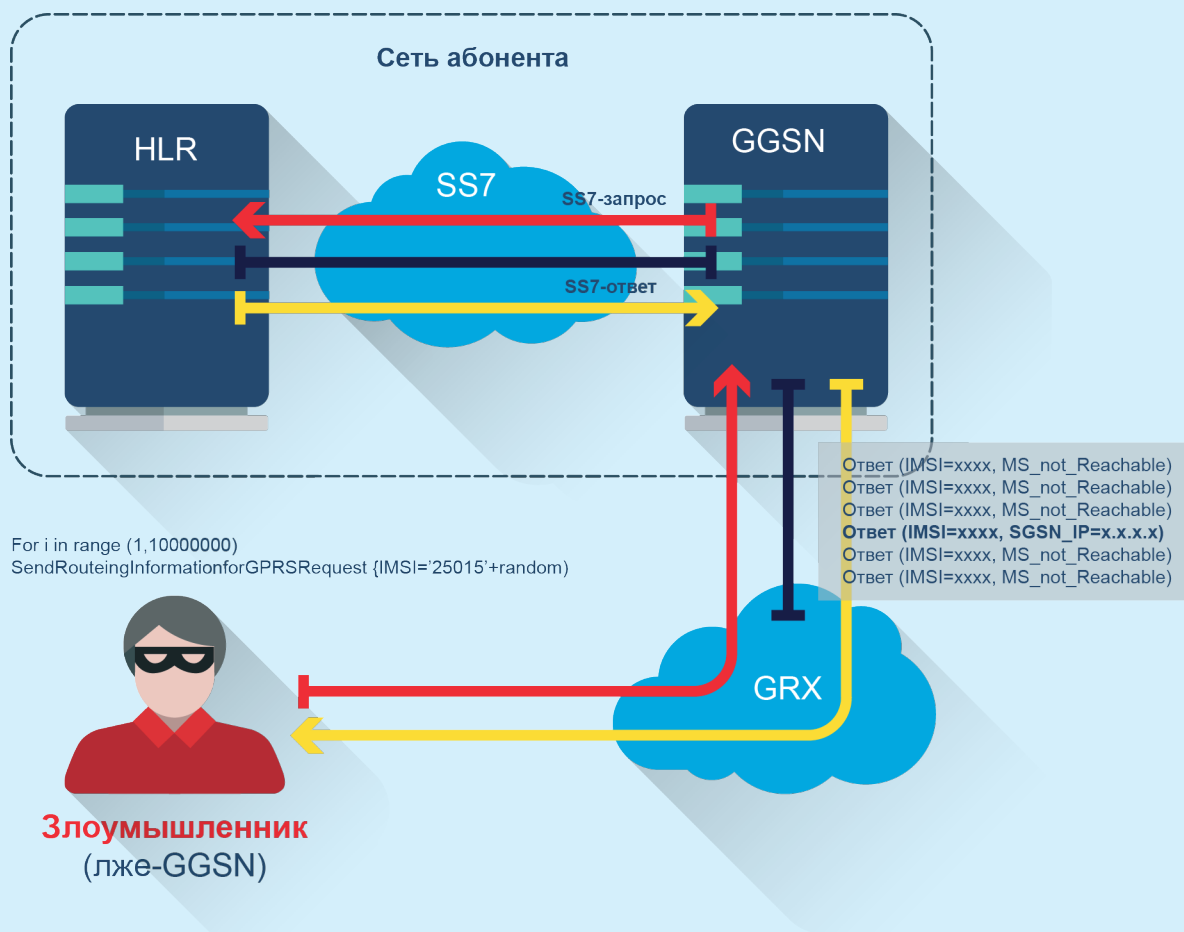 Сеть абонента
HLR
GGSN
SS7
SS7-запрос
SS7-ответ
Ответ (IMSI=xxxx, MS_not_Reachable)
Ответ (IMSI=xxxx, MS_not_Reachable)
Ответ (IMSI=xxxx, MS_not_Reachable)
Ответ (IMSI=xxxx, SGSN_IP=x.x.x.x)
Ответ (IMSI=xxxx, MS_not_Reachable)
Ответ (IMSI=xxxx, MS_not_Reachable)
For i in range (1,10000000)
SendRouteingInformationforGPRSRequest {IMSI='25015'+random)
GRX
Злоумышленник
(лже-GGSN)